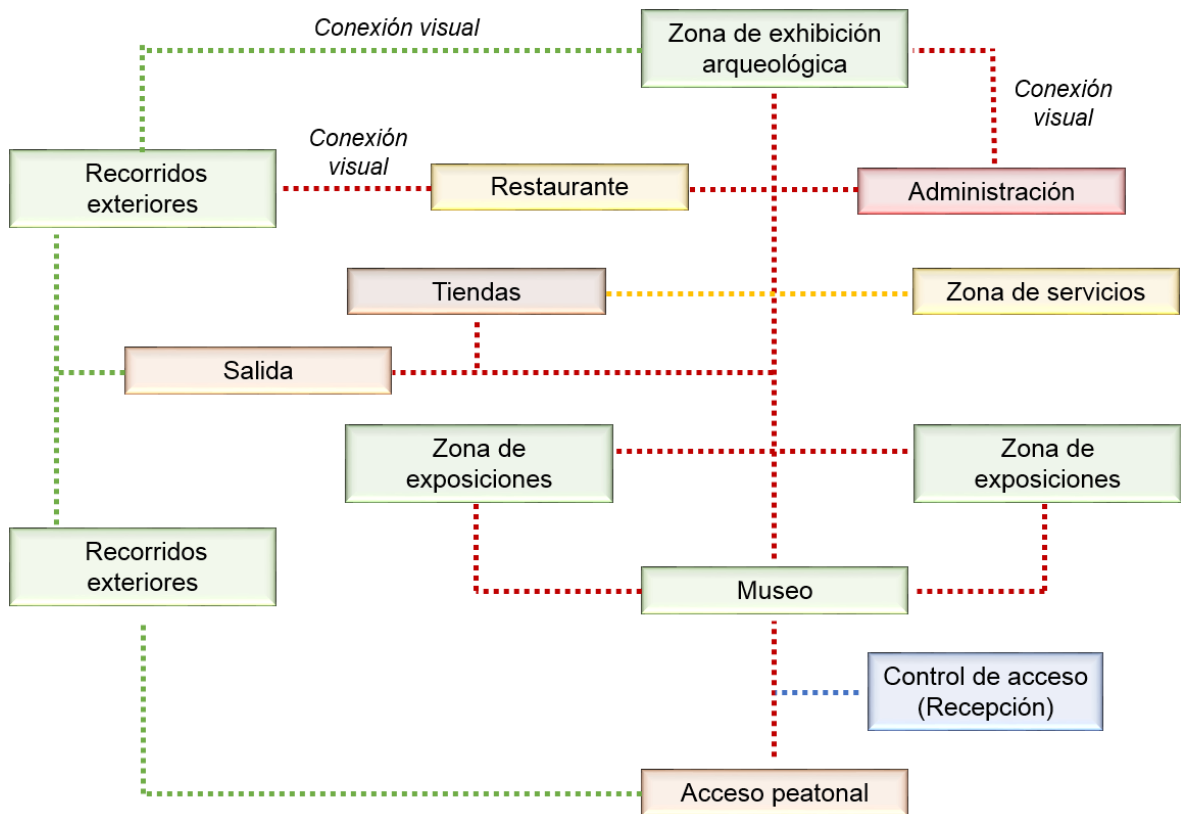 Conexión visual
Zona de exhibición
arqueológica
Conexión
visual
Conexión
visual
Recorridos
exteriores
Restaurante
Administración
Tiendas
Zona de servicios
Salida
Zona de
exposiciones
Zona de
exposiciones
Recorridos
exteriores
Museo
Control de acceso
(Recepción)
Acceso peatonal